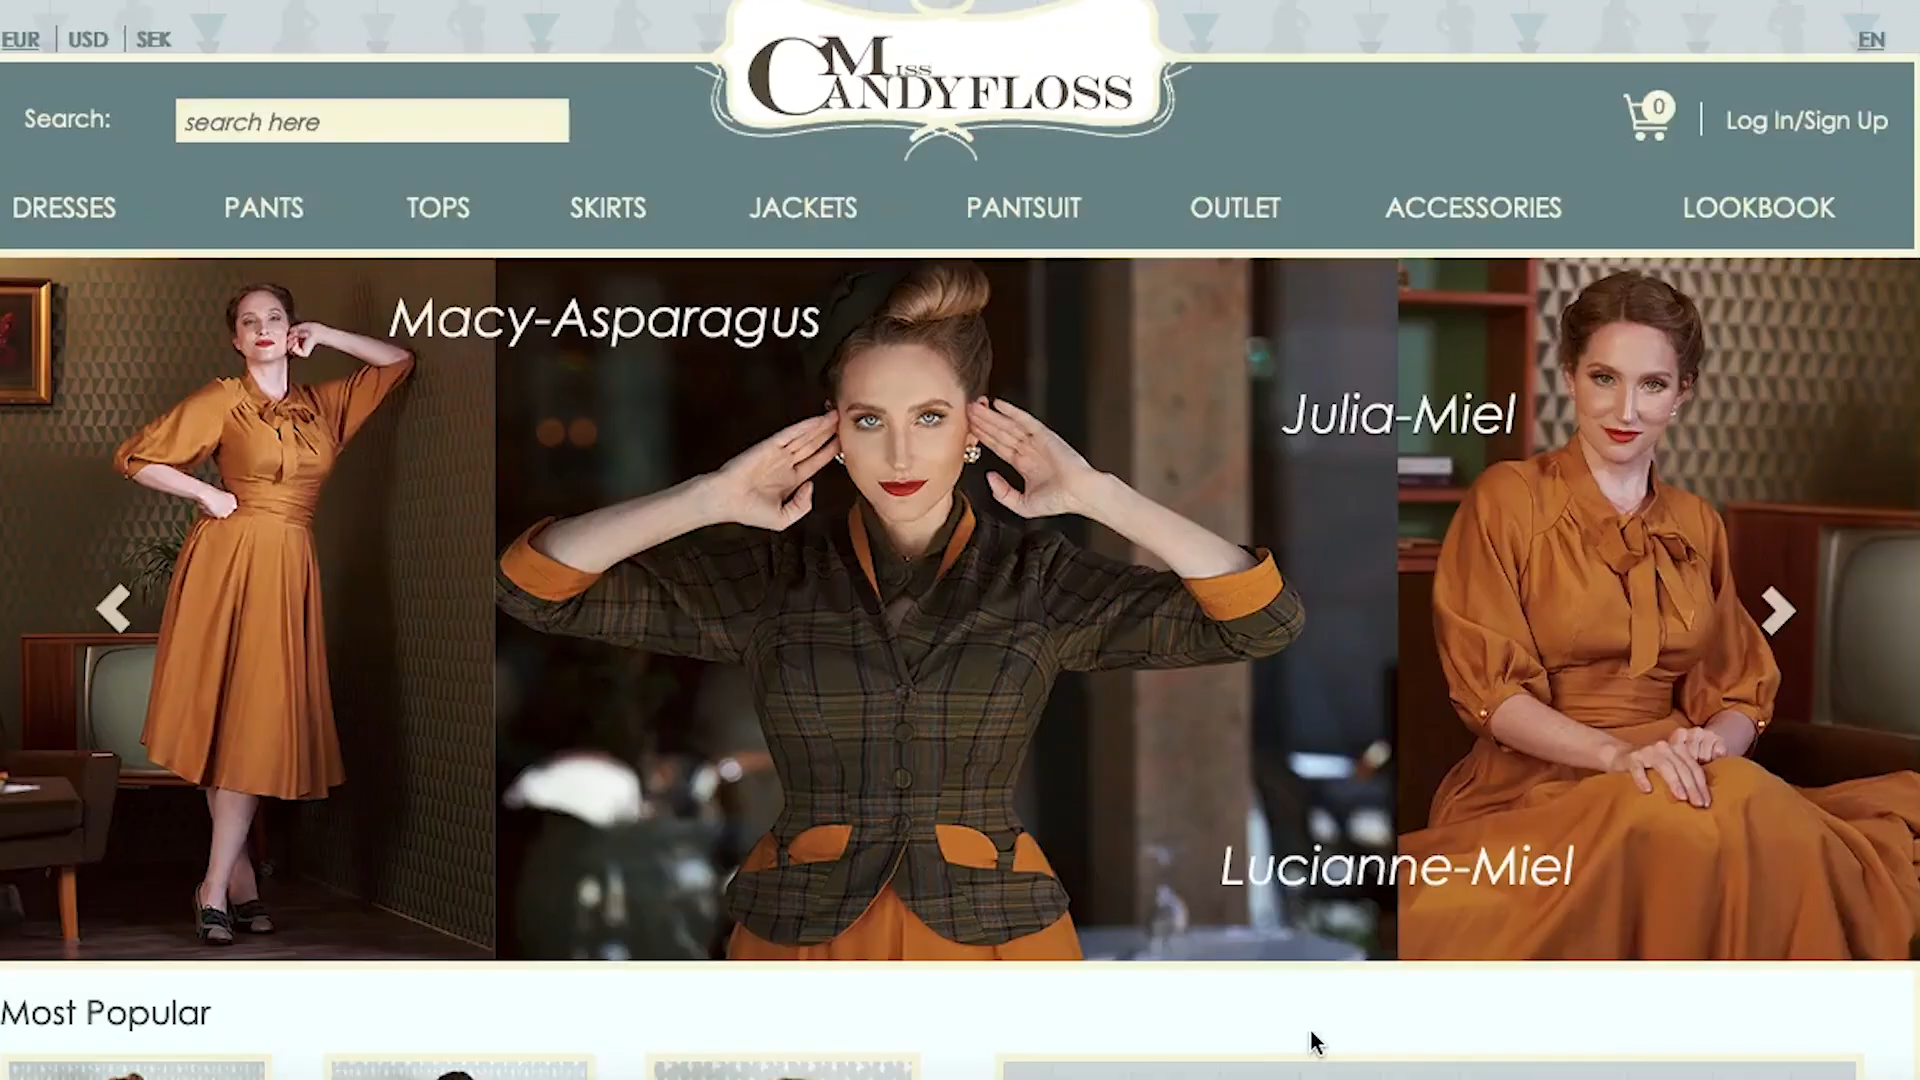 EUR USD SEK
EN
MISS
CANDYFLOSS
Search: search here
0
Log In/Sign Up
DRESSES PANTS TOPS SKIRTS JACKETS PANTSUIT OUTLET ACCESSORIES LOOKBOOK
Macy-Asparagus
Julia-Miel
Lucianne-Miel
Most Popular